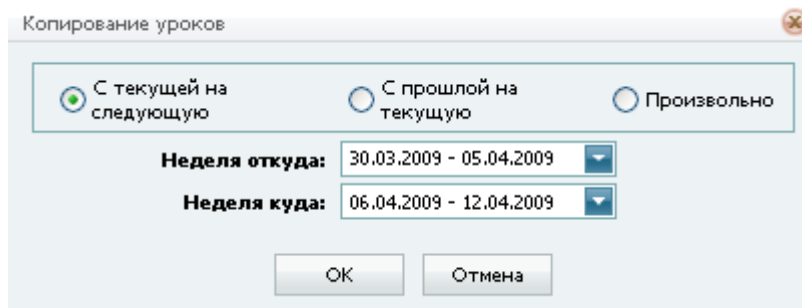 Копирование уроков
С текущей на следующую
С прошлой на текущую
Произвольно
Неделя откуда: 30.03.2009 - 05.04.2009
Неделя куда: 06.04.2009 - 12.04.2009
ОК Отмена